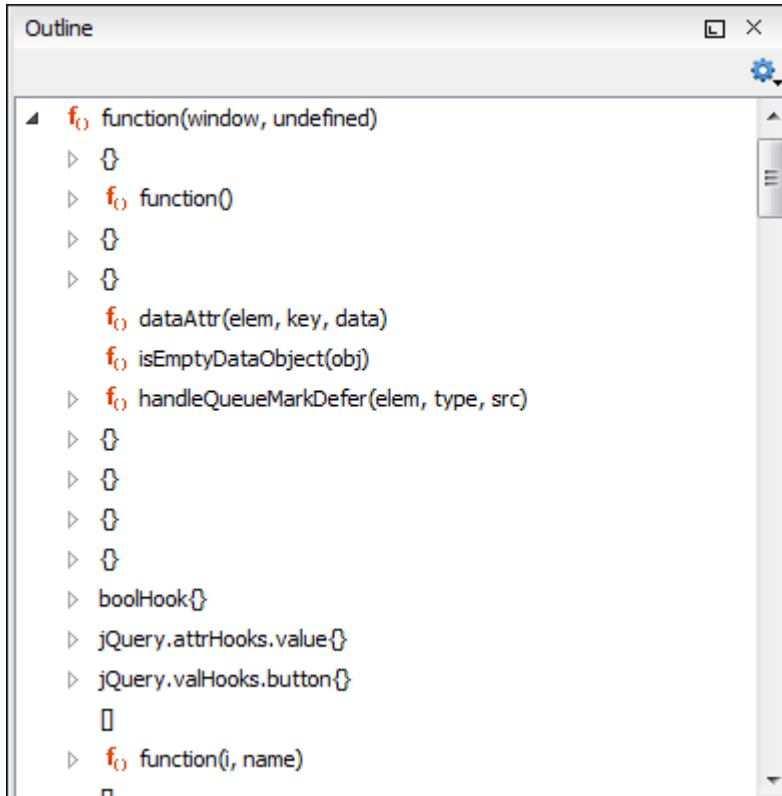 Outline
f() function(window, undefined)
{}
f() function()
{}
{}
f() dataAttr(elem, key, data)
f() isEmptyDataObject(obj)
f() handleQueueMarkDefer(elem, type, src)
{}
{}
{}
{}
boolHook{}
jQuery.attrHooks.value{}
jQuery.valHooks.button{}
[]
f() function(i, name)